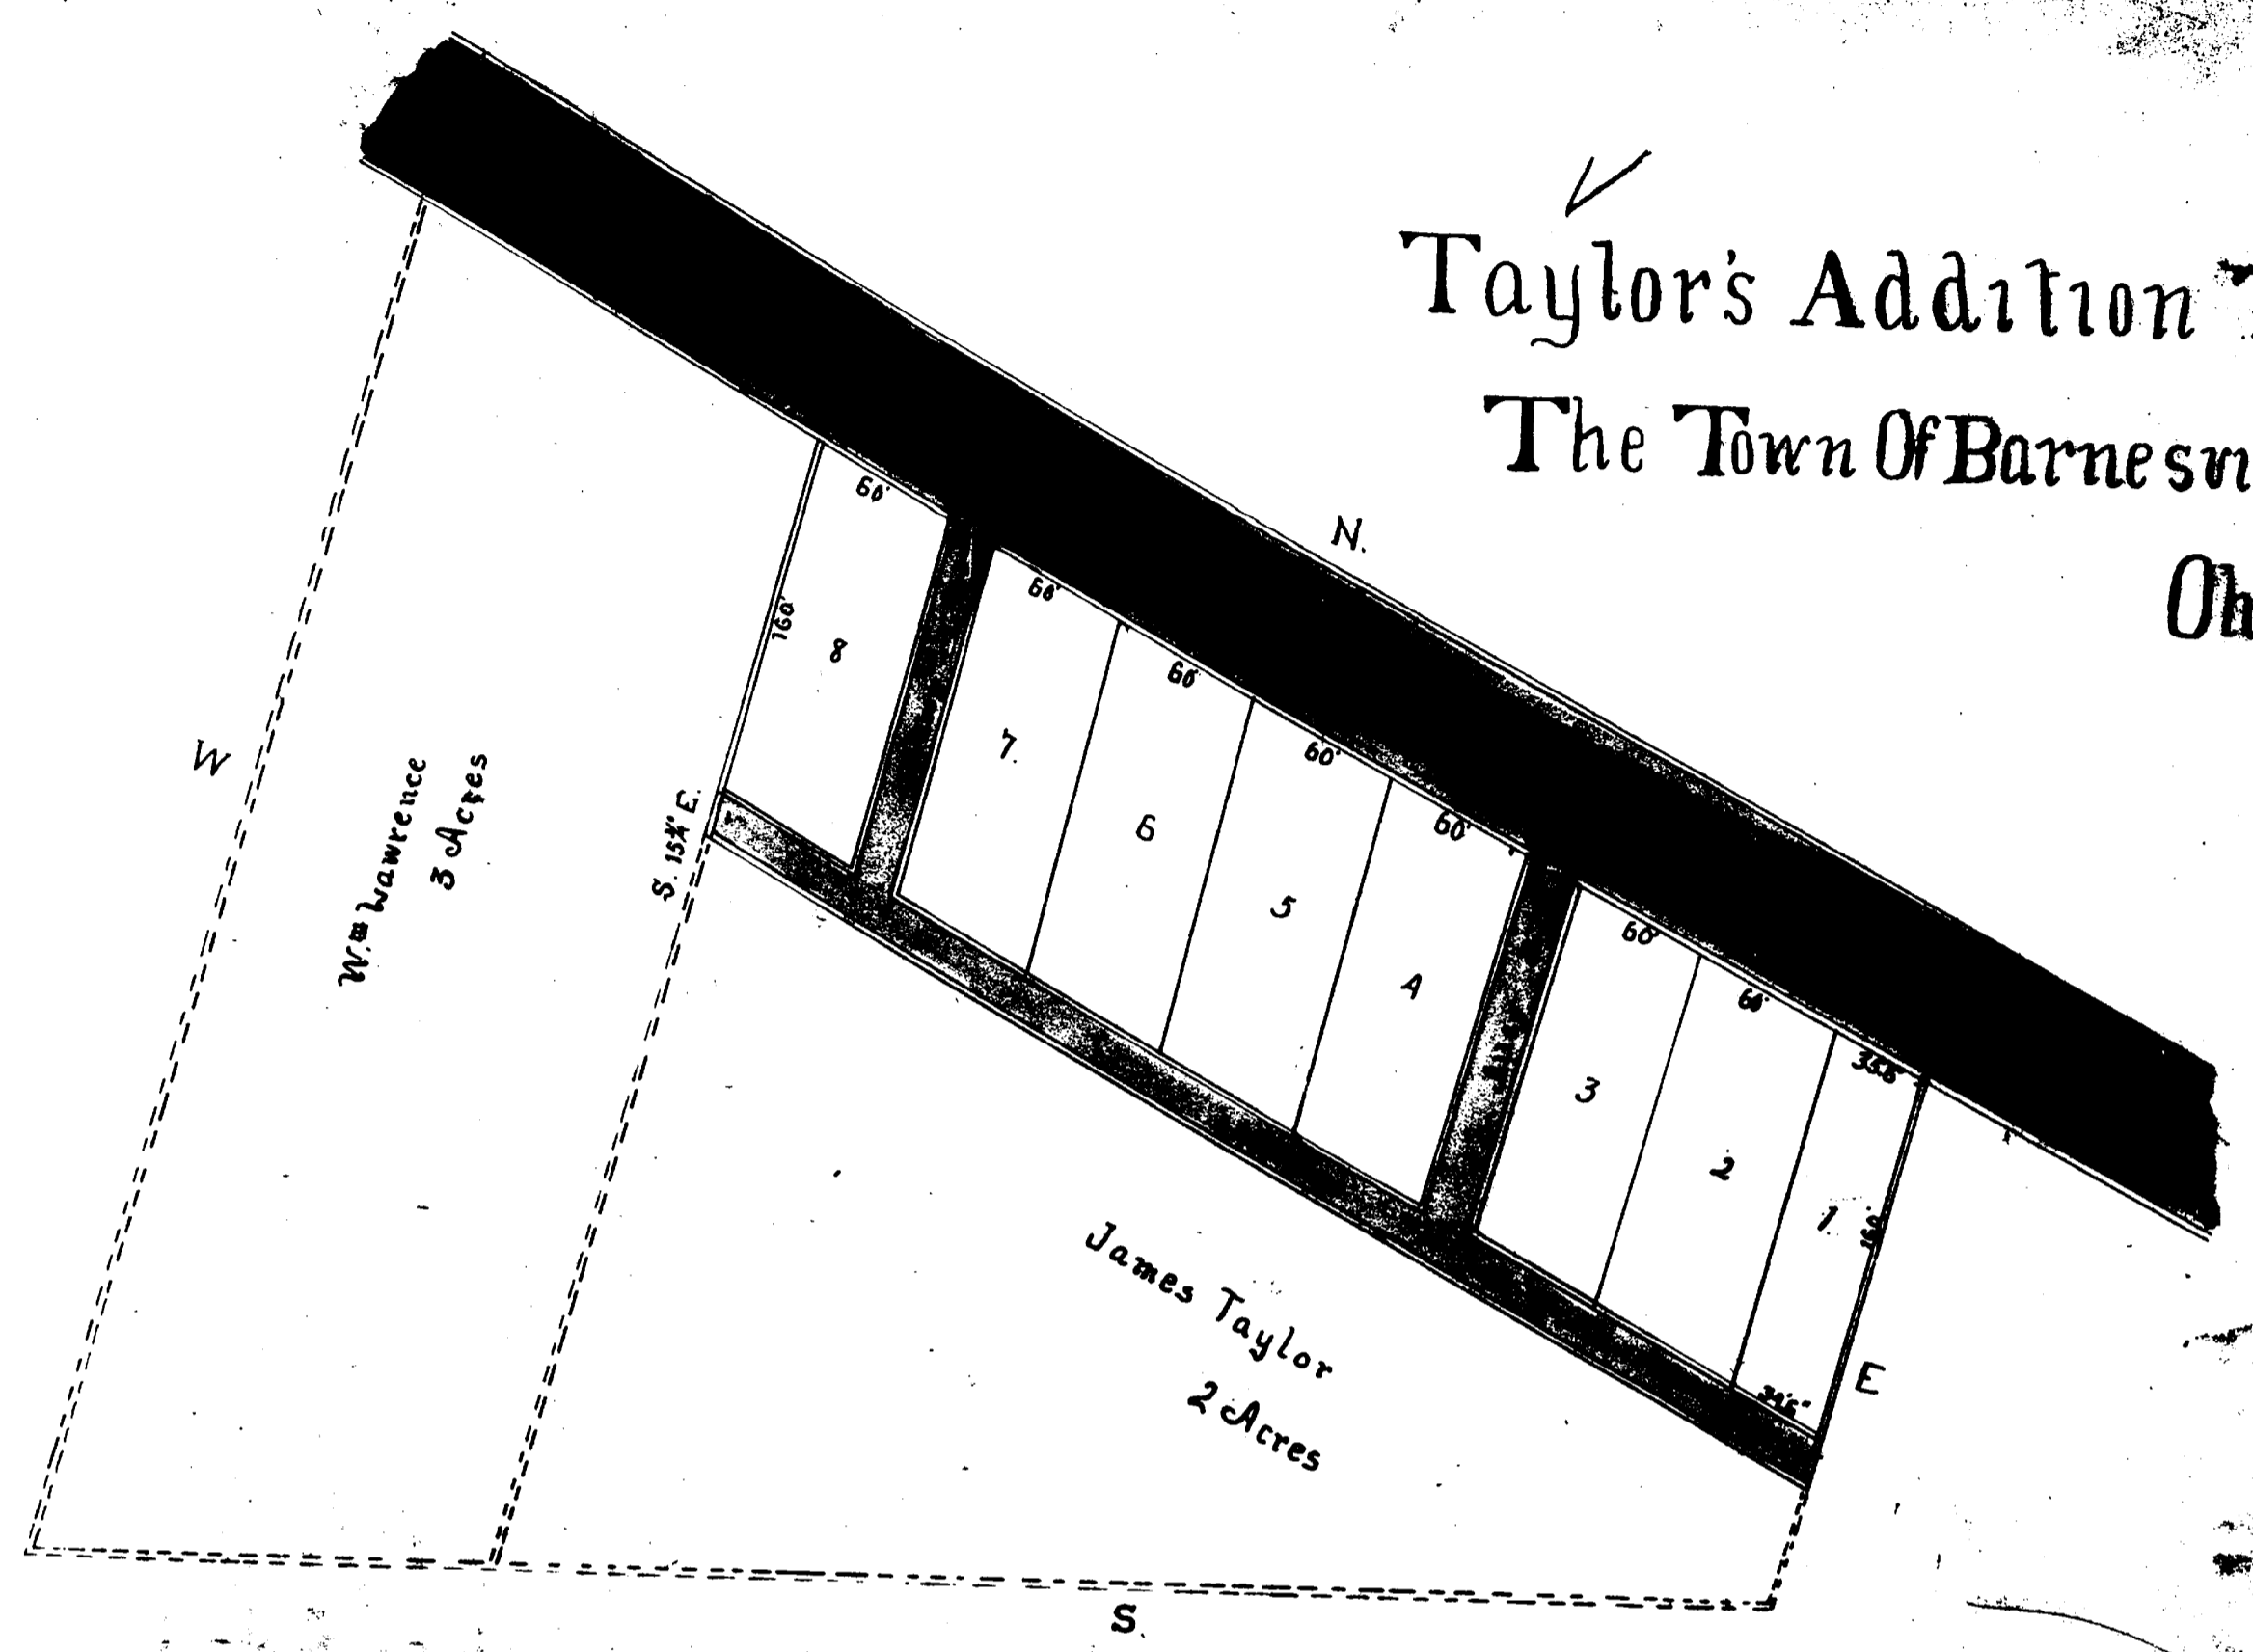 Taylor's Addition
The Town Of Barnesvi
Oh
N.
60'
60'
60'
60'
60'
60'
60'
160'
8
7.
6
5
4
3
2
1.
W
Wm Lawrence
3 Acres
S. 15¾° E.
James Taylor
2 Acres
E
S.